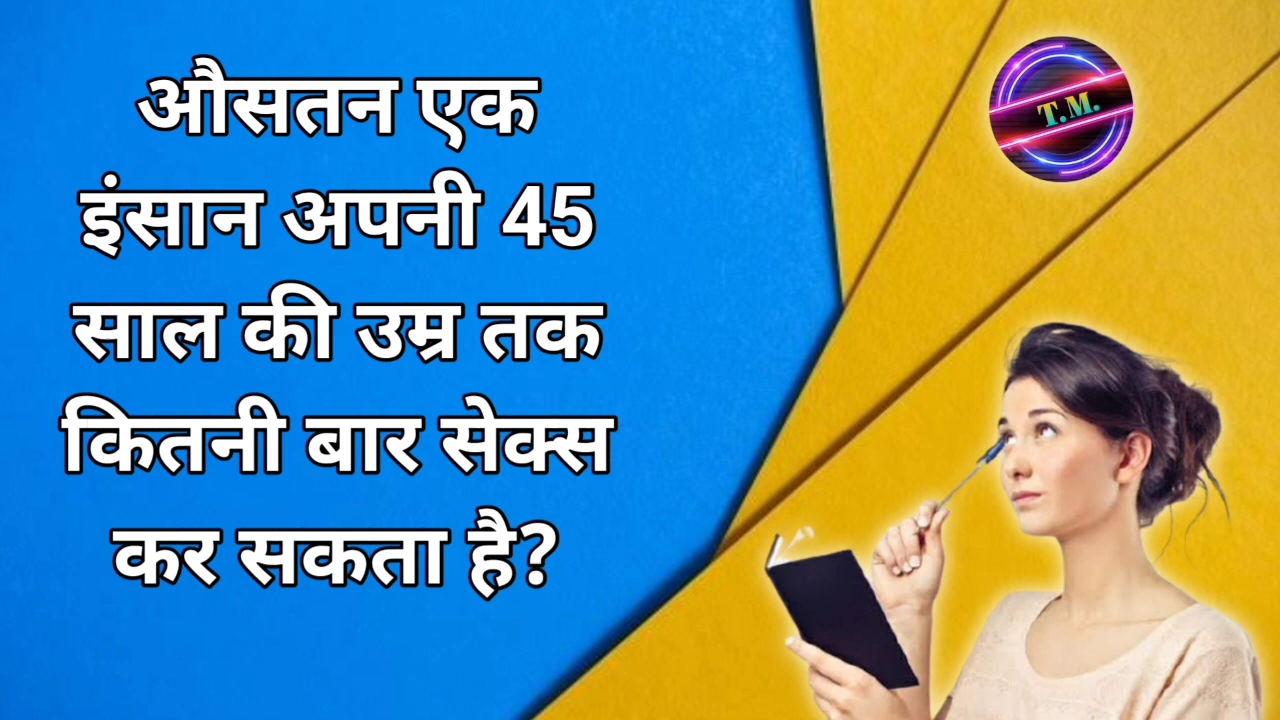 औसतन एक
इंसान अपनी 45
साल की उम्र तक
कितनी बार सेक्स
कर सकता है?
T.M.